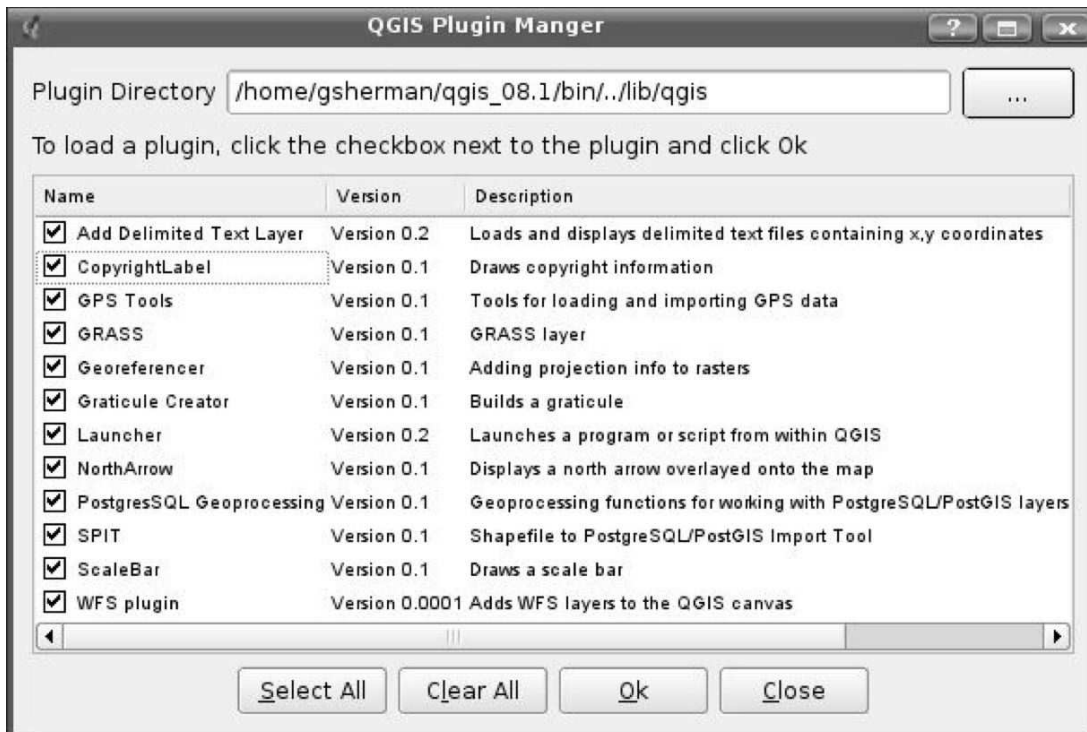 QGIS Plugin Manger
Plugin Directory /home/gsherman/qgis_08.1/bin/../lib/qgis ...
To load a plugin, click the checkbox next to the plugin and click Ok
Name Version Description
Add Delimited Text Layer Version 0.2 Loads and displays delimited text files containing x,y coordinates
CopyrightLabel Version 0.1 Draws copyright information
GPS Tools Version 0.1 Tools for loading and importing GPS data
GRASS Version 0.1 GRASS layer
Georeferencer Version 0.1 Adding projection info to rasters
Graticule Creator Version 0.1 Builds a graticule
Launcher Version 0.2 Launches a program or script from within QGIS
NorthArrow Version 0.1 Displays a north arrow overlayed onto the map
PostgresSQL Geoprocessing Version 0.1 Geoprocessing functions for working with PostgreSQL/PostGIS layers
SPIT Version 0.1 Shapefile to PostgreSQL/PostGIS Import Tool
ScaleBar Version 0.1 Draws a scale bar
WFS plugin Version 0.0001 Adds WFS layers to the QGIS canvas
Select All Clear All Ok Close